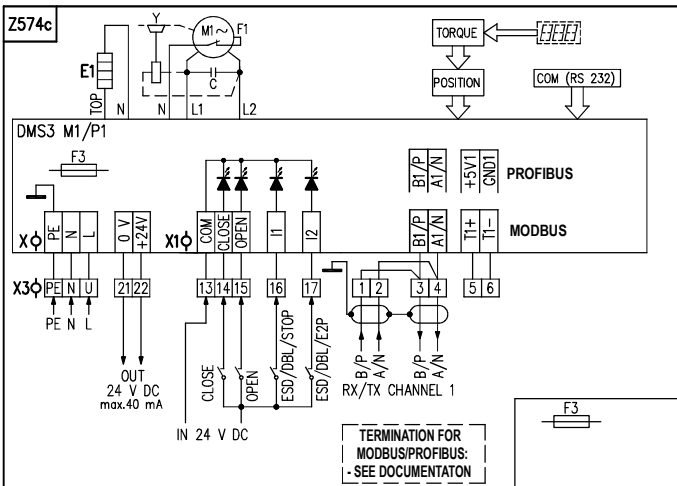 Z574c
Y
M1 ~
F1
E1
C
TOP
N
N
L1
L2
TORQUE
POSITION
COM (RS 232)
DMS3 M1/P1
F3
B1/P
A1/N
+5V1
GND1
PROFIBUS
X
PE
N
L
0 V
+24V
X1
COM
CLOSE
OPEN
I1
I2
B1/P
A1/N
T1+
T1-
MODBUS
X3
PE
N
U
21
22
13
14
15
16
17
1
2
3
4
5
6
PE N L
OUT
24 V DC
max.40 mA
CLOSE
OPEN
ESD/DBL/STOP
ESD/DBL/E2P
B/P
A/N
B/P
A/N
RX/TX CHANNEL 1
IN 24 V DC
TERMINATION FOR
MODBUS/PROFIBUS:
- SEE DOCUMENTATON
F3